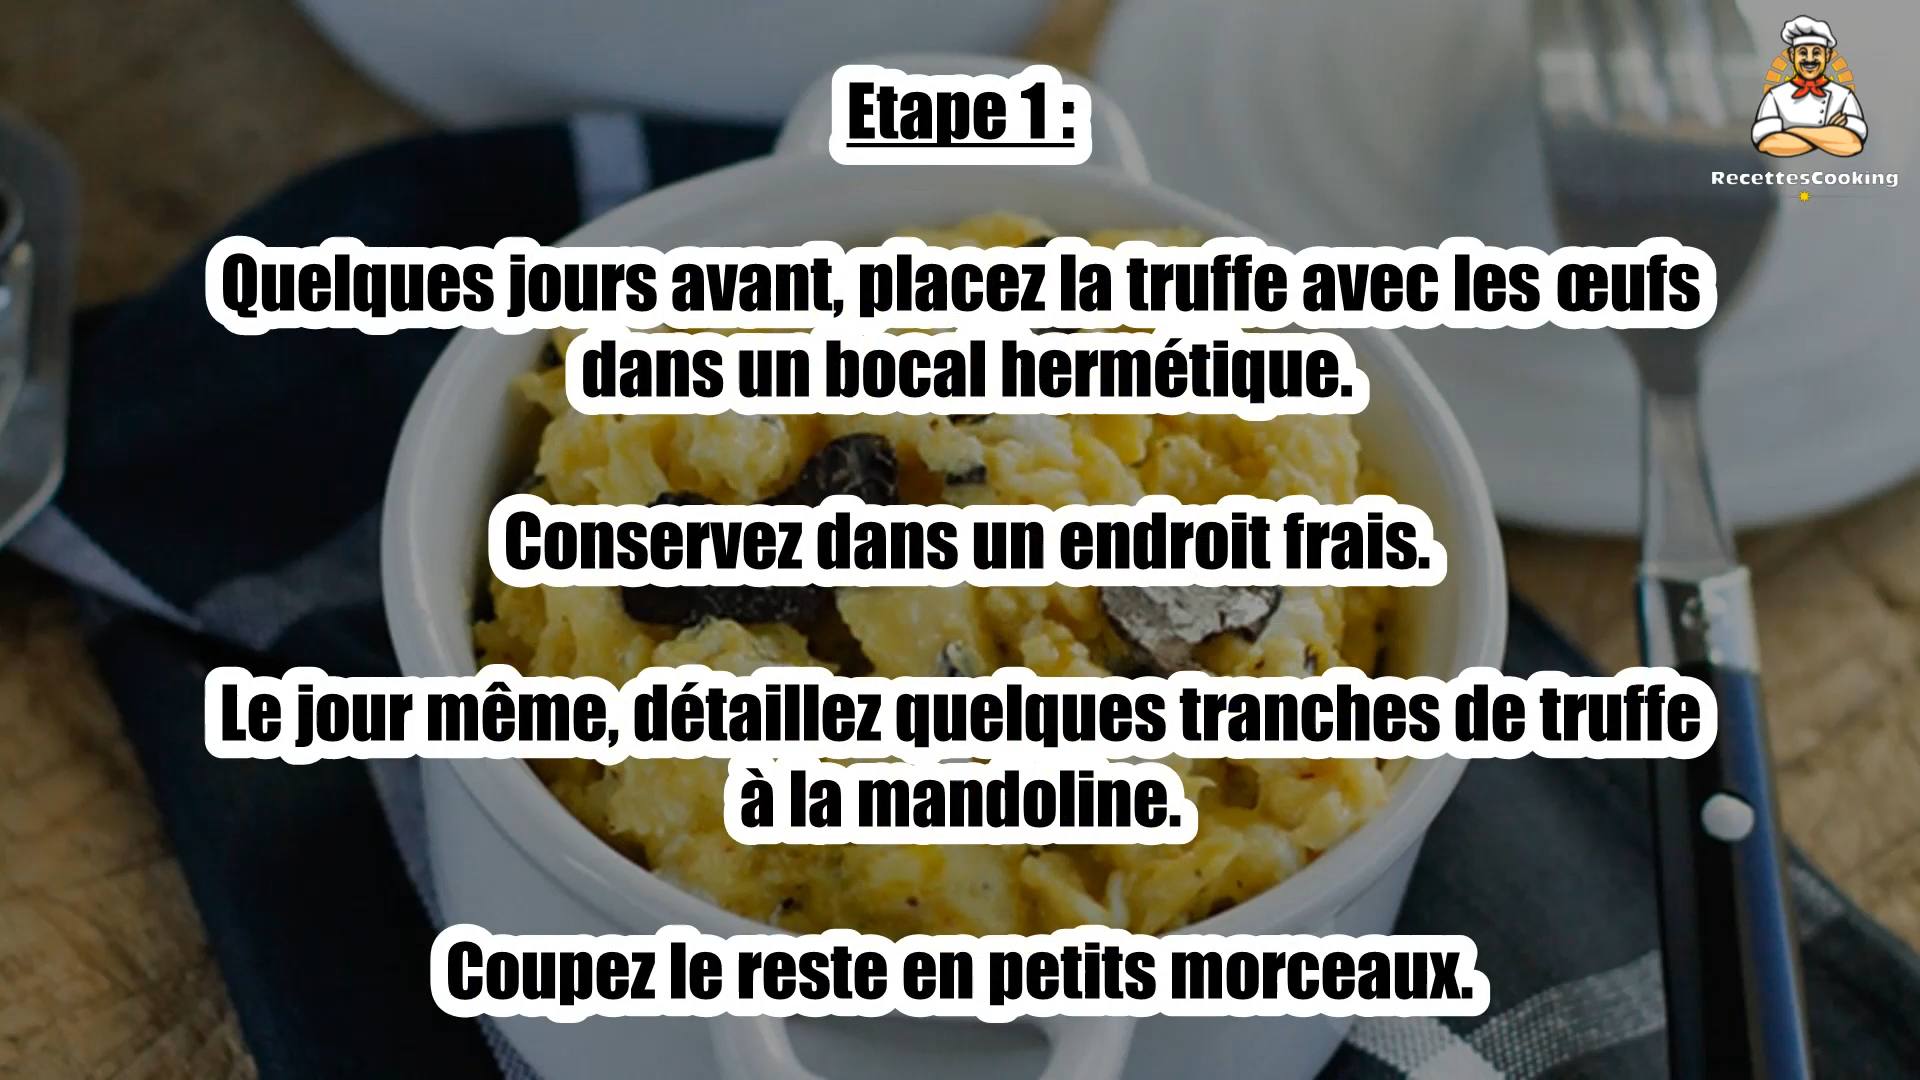 Etape 1 :
RecettesCooking
Quelques jours avant, placez la truffe avec les œufs
dans un bocal hermétique.
Conservez dans un endroit frais.
Le jour même, détaillez quelques tranches de truffe
à la mandoline.
Coupez le reste en petits morceaux.